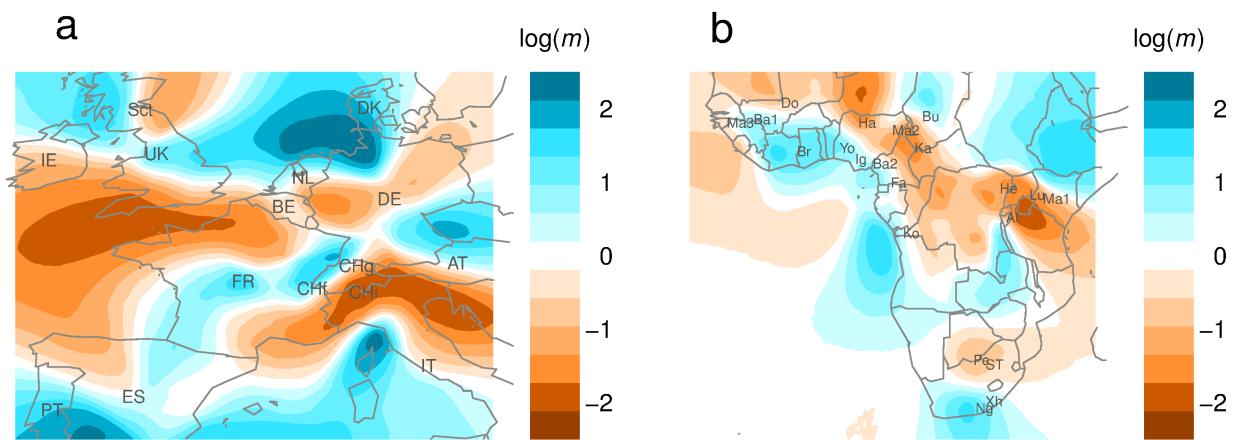 a
log(m)
2
1
0
−1
−2
Sct
DK
IE
UK
NL
DE
BE
AT
CHg
FR
CHf
CHi
IT
ES
PT
b
log(m)
2
1
0
−1
−2
Do
Bu
Ma3
Ba1
Ha
Ma2
Br
Yo
Ka
Ig
Ba2
Fa
He
Lu
Ma1
Al
Ko
Pe
ST
Xh
Ng